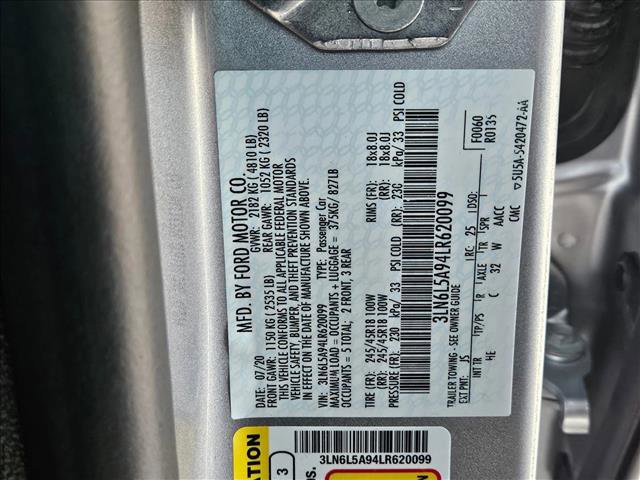 MFD. BY FORD MOTOR CO.
DATE: 07/20 GVWR: 2182 KG ( 4810 LB)
FRONT GAWR: 1150 KG ( 2535 LB) REAR GAWR: 1052 KG ( 2320 LB)
THIS VEHICLE CONFORMS TO ALL APPLICABLE FEDERAL MOTOR
VEHICLE SAFETY, BUMPER, AND THEFT PREVENTION STANDARDS
IN EFFECT ON THE DATE OF MANUFACTURE SHOWN ABOVE.
VIN: 3LN6L5A94LR620099 TYPE: Passenger Car
MAXIMUM LOAD = OCCUPANTS + LUGGAGE = 375KG/ 827LB
OCCUPANTS = 5 TOTAL: 2 FRONT, 3 REAR
TIRE (FR): 245/45R18 100W RIMS (FR): 18x8.0J
TIRE (RR): 245/45R18 100W (RR): 18x8.0J
PRESSURE (FR): 230 kPa/ 33 PSI COLD (RR): 230 kPa/ 33 PSI COLD
3LN6L5A94LR620099
TRAILER TOWING - SEE OWNER GUIDE
F0060
R0135
EXT PNT: JS RC: 25 DSO:
INT TR TP/PS R AXLE TR SPR
HE C 32 W AACC
CMC ▽5U5A-5420472-AA
ATION
3
OS.
3LN6L5A94LR620099